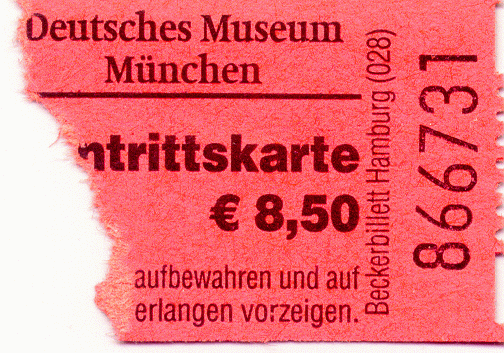 Deutsches Museum
München
ntrittskarte
€ 8,50
aufbewahren und auf
erlangen vorzeigen.
Beckerbillett Hamburg (028)
866731